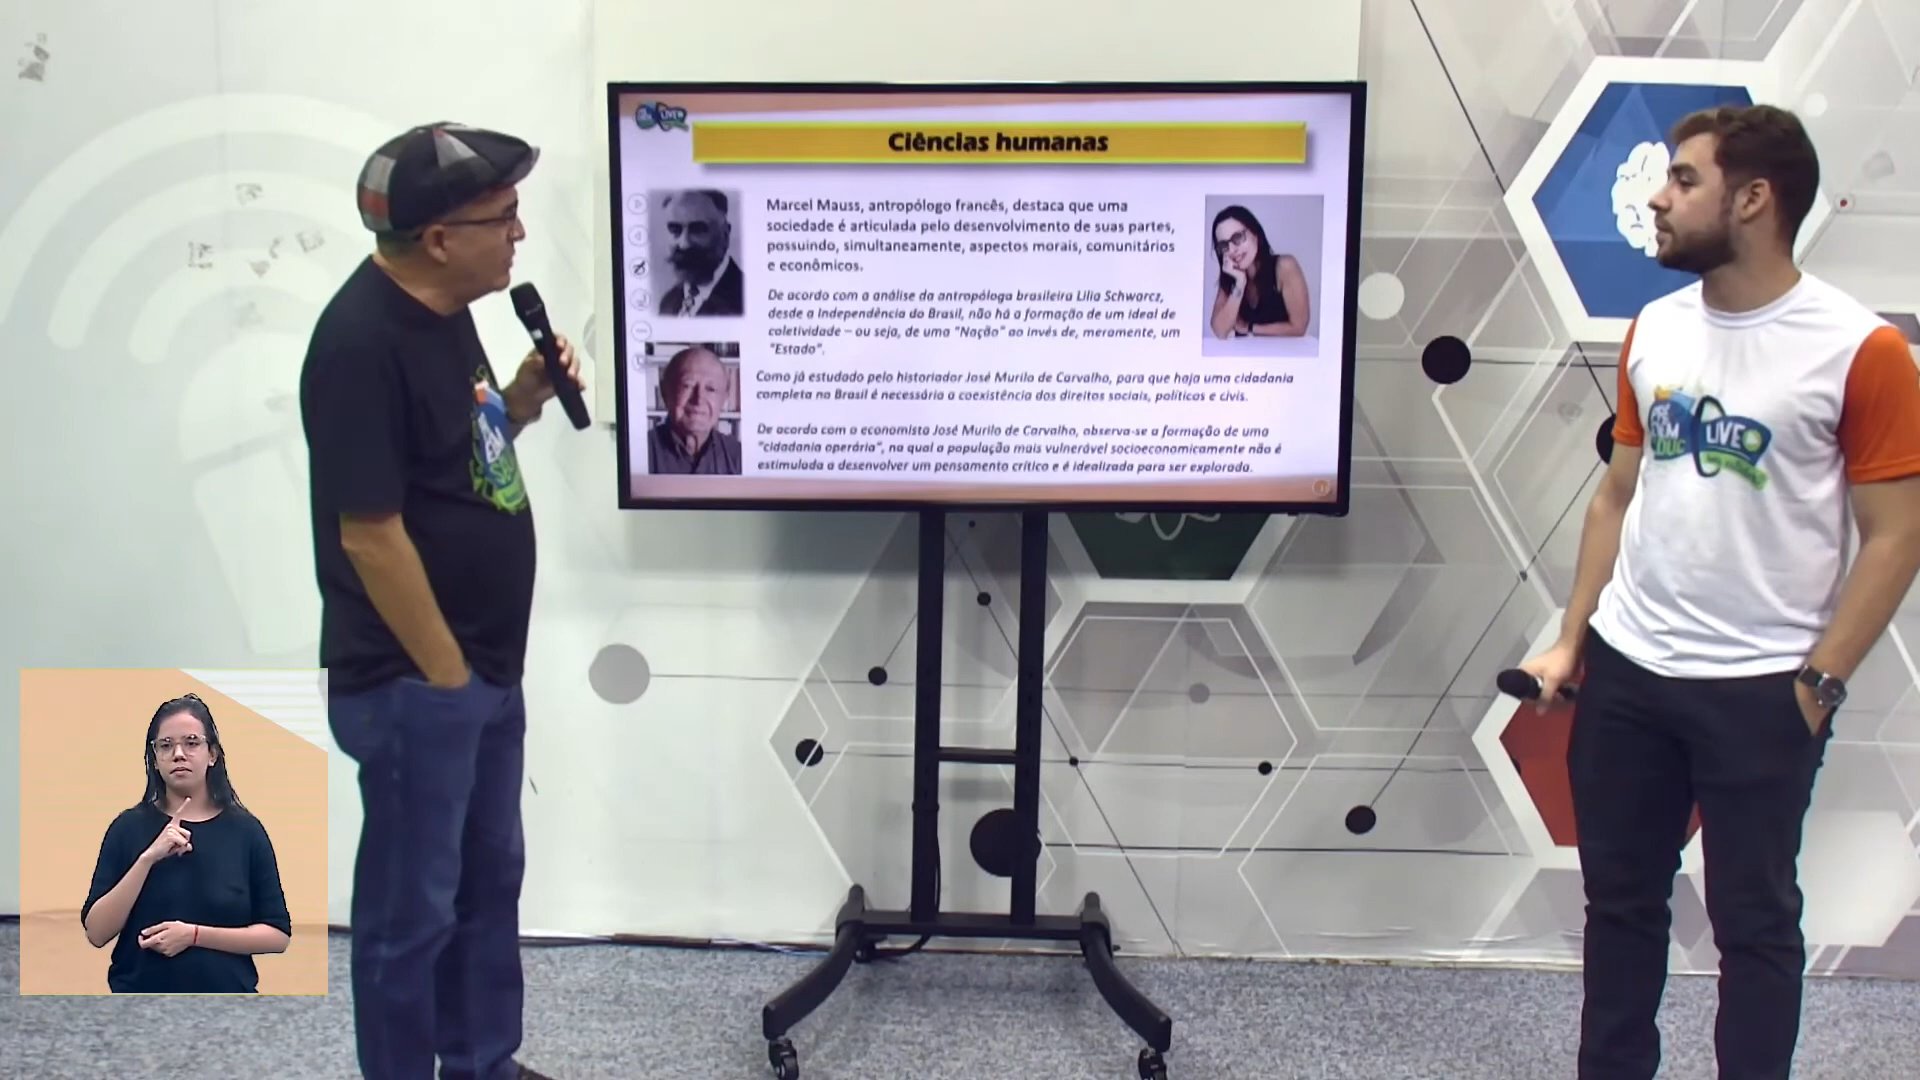 LIVE
Ciências humanas
Marcel Mauss, antropólogo francês, destaca que uma
sociedade é articulada pelo desenvolvimento de suas partes,
possuindo, simultaneamente, aspectos morais, comunitários
e econômicos.
De acordo com a análise da antropóloga brasileira Lilia Schwarcz,
desde a Independência do Brasil, não há a formação de um ideal de
coletividade – ou seja, de uma "Nação" ao invés de, meramente, um
"Estado".
Como já estudado pelo historiador José Murilo de Carvalho, para que haja uma cidadania
completa no Brasil é necessária a coexistência dos direitos sociais, políticos e civis.
De acordo com o economista José Murilo de Carvalho, observa-se a formação de uma
"cidadania operária", na qual a população mais vulnerável socioeconomicamente não é
estimulada a desenvolver um pensamento crítico e é idealizada para ser explorada.
LIVE